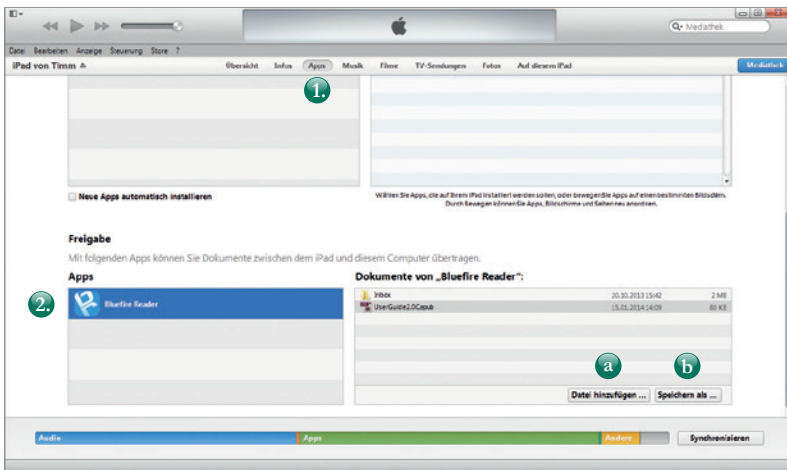 Mediathek
Datei Bearbeiten Anzeige Steuerung Store ?
iPad von Timm
Übersicht Infos Apps Musik Filme TV-Sendungen Fotos Auf diesem iPad
Mediathek
1.
Neue Apps automatisch installieren
Wählen Sie Apps, die auf Ihrem iPad installiert werden sollen, oder bewegen Sie Apps auf einen bestimmten Bildschirm.
Durch Bewegen können Sie Apps, Bildschirme und Seiten neu anordnen.
Freigabe
Mit folgenden Apps können Sie Dokumente zwischen dem iPad und diesem Computer übertragen.
Apps
Dokumente von „Bluefire Reader“:
2.
Bluefire Reader
Inbox 20.10.2013 15:42 2 MB
UserGuide2.0C.epub 15.01.2014 14:09 60 KB
a b
Datei hinzufügen ... Speichern als ...
Audio Apps Andere Synchronisieren